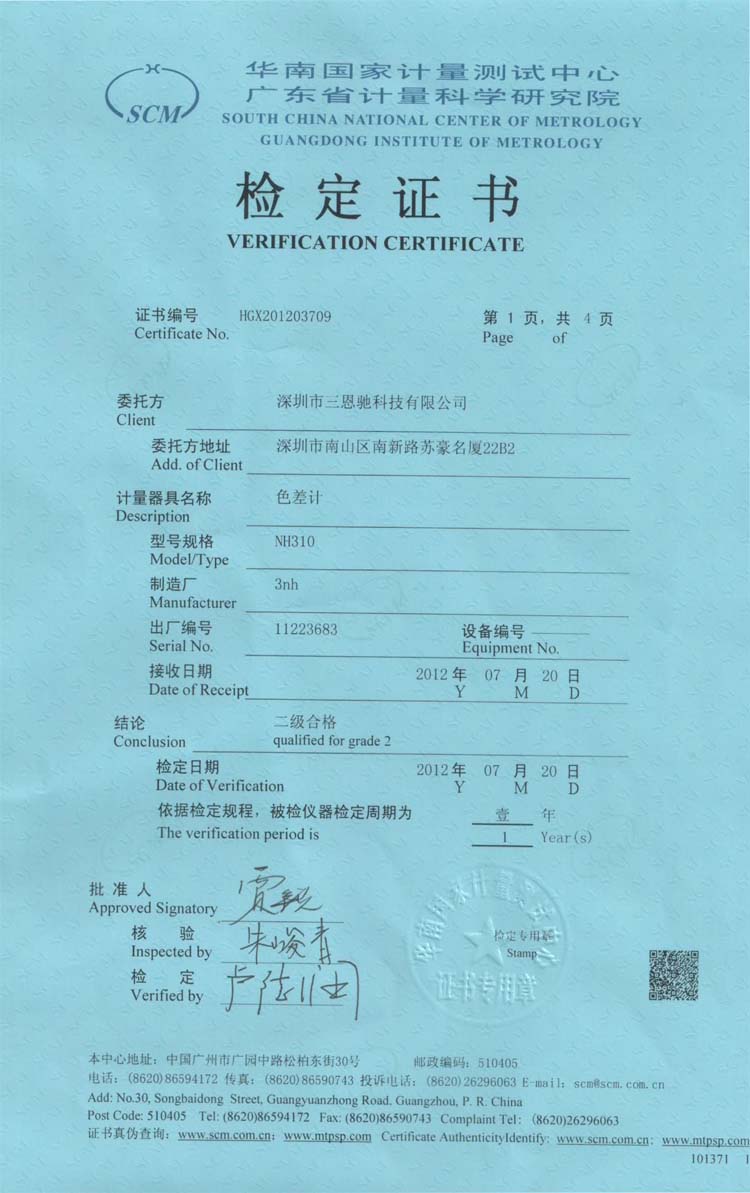 SCM
华南国家计量测试中心
广东省计量科学研究院
SOUTH CHINA NATIONAL CENTER OF METROLOGY
GUANGDONG INSTITUTE OF METROLOGY
检定证书
VERIFICATION CERTIFICATE
证书编号 HGX201203709 第 1 页，共 4 页
Certificate No. Page of
委托方 深圳市三恩驰科技有限公司
Client
委托方地址 深圳市南山区南新路苏豪名厦22B2
Add. of Client
计量器具名称 色差计
Description
型号规格 NH310
Model/Type
制造厂 3nh
Manufacturer
出厂编号 11223683 设备编号
Serial No. Equipment No.
接收日期 2012 年 07 月 20 日
Date of Receipt Y M D
结论 二级合格
Conclusion qualified for grade 2
检定日期 2012 年 07 月 20 日
Date of Verification Y M D
依据检定规程，被检仪器检定周期为 壹 年
The verification period is 1 Year(s)
批准人
Approved Signatory
核验 朱峻青
Inspected by
检定专用章
Stamp
检定
Verified by
本中心地址：中国广州市广园中路松柏东街30号 邮政编码：510405
电话：(8620)86594172 传真：(8620)86590743 投诉电话：(8620)26296063 E-mail：scm@scm.com.cn
Add: No.30, Songbaidong Street, Guangyuanzhong Road. Guangzhou, P. R. China
Post Code: 510405 Tel: (8620)86594172 Fax: (8620)86590743 Complaint Tel: (8620)26296063
证书真伪查询：www.scm.com.cn；www.mtpsp.com Certificate AuthenticityIdentify: www.scm.com.cn；www.mtpsp.com
101371 1